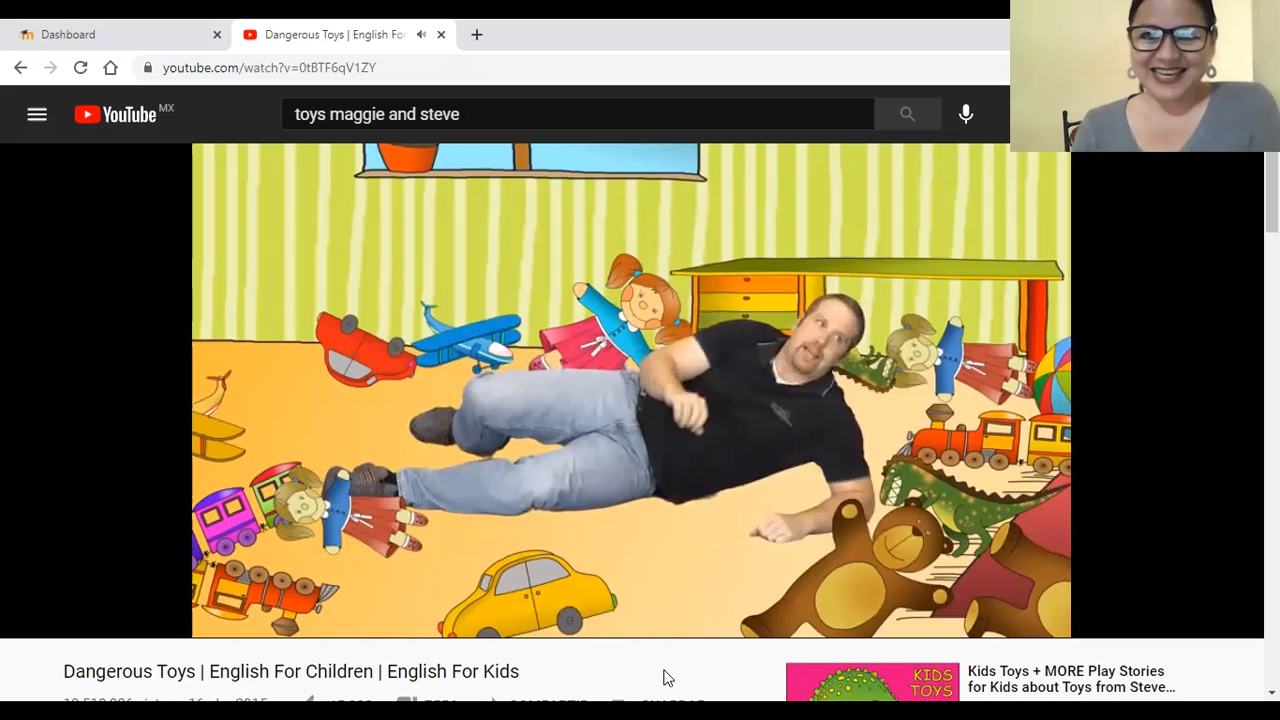 Dashboard
Dangerous Toys | English For
youtube.com/watch?v=0tBTF6qV1ZY
YouTube MX
toys maggie and steve
Dangerous Toys | English For Children | English For Kids
KIDS
TOYS
Kids Toys + MORE Play Stories
for Kids about Toys from Steve...